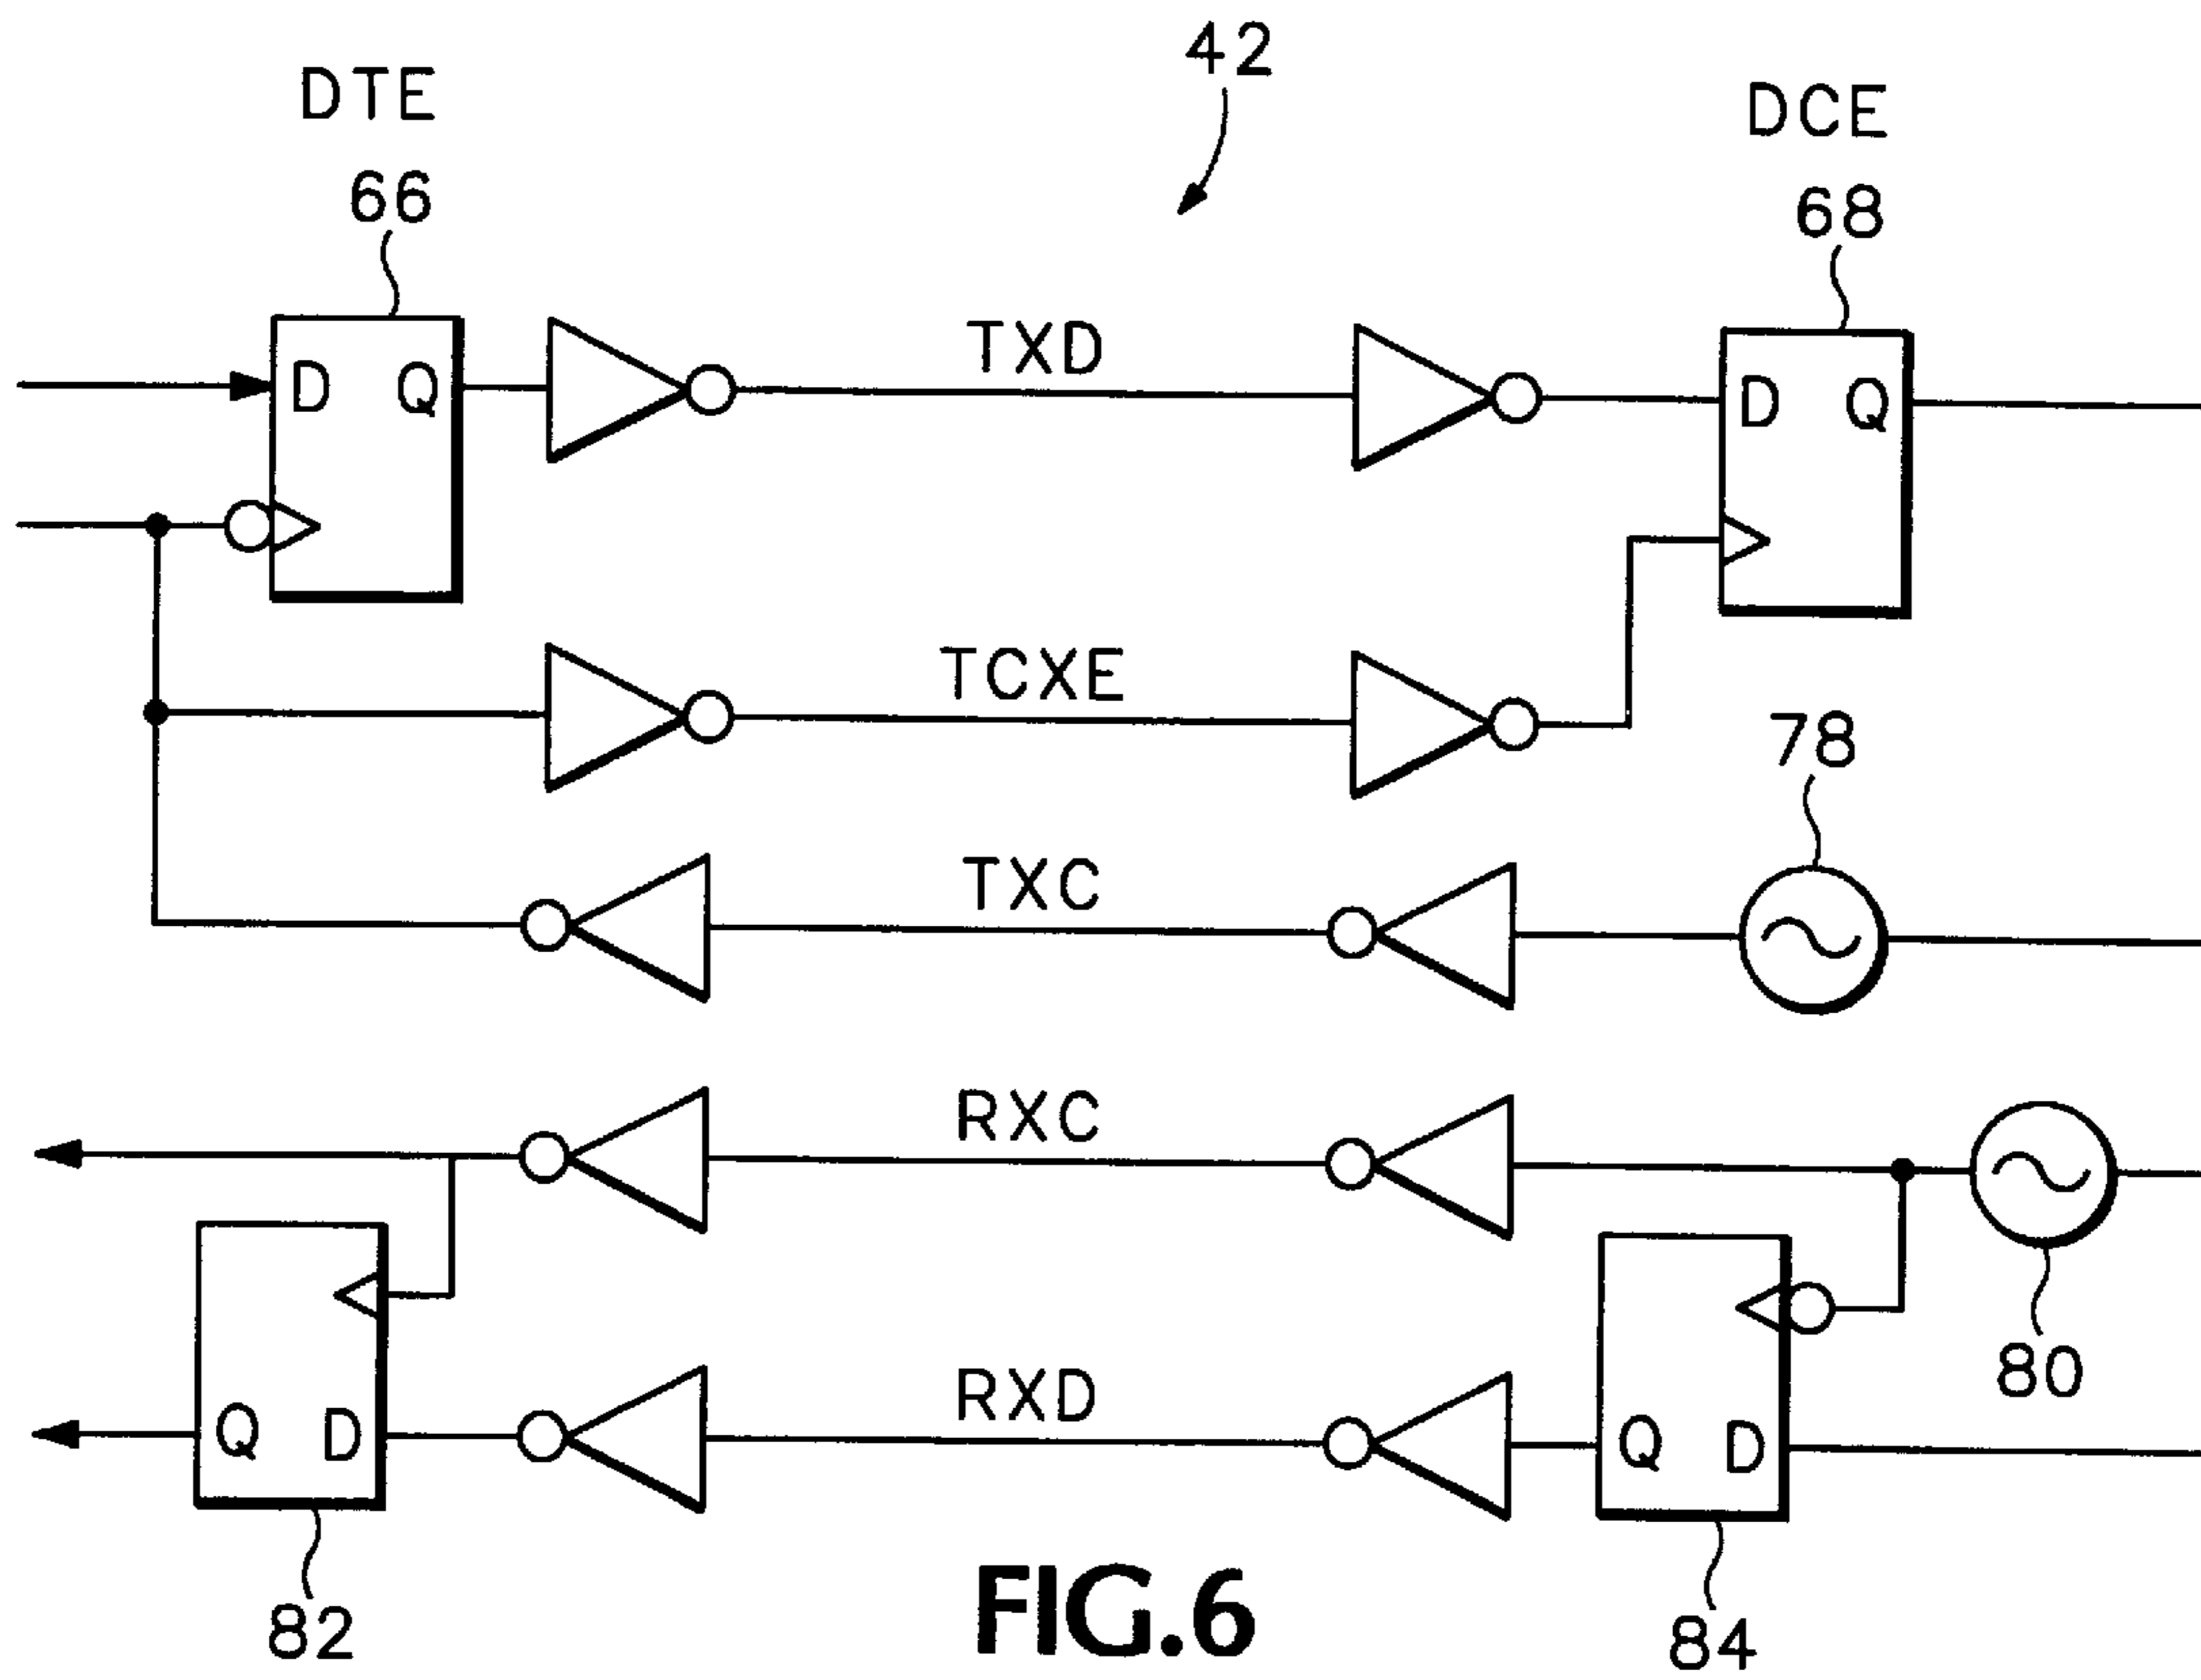 42
DTE
DCE
66
68
D Q
TXD
D Q
TCXE
78
TXC
RXC
80
Q D
RXD
Q D
82
84
FIG.6